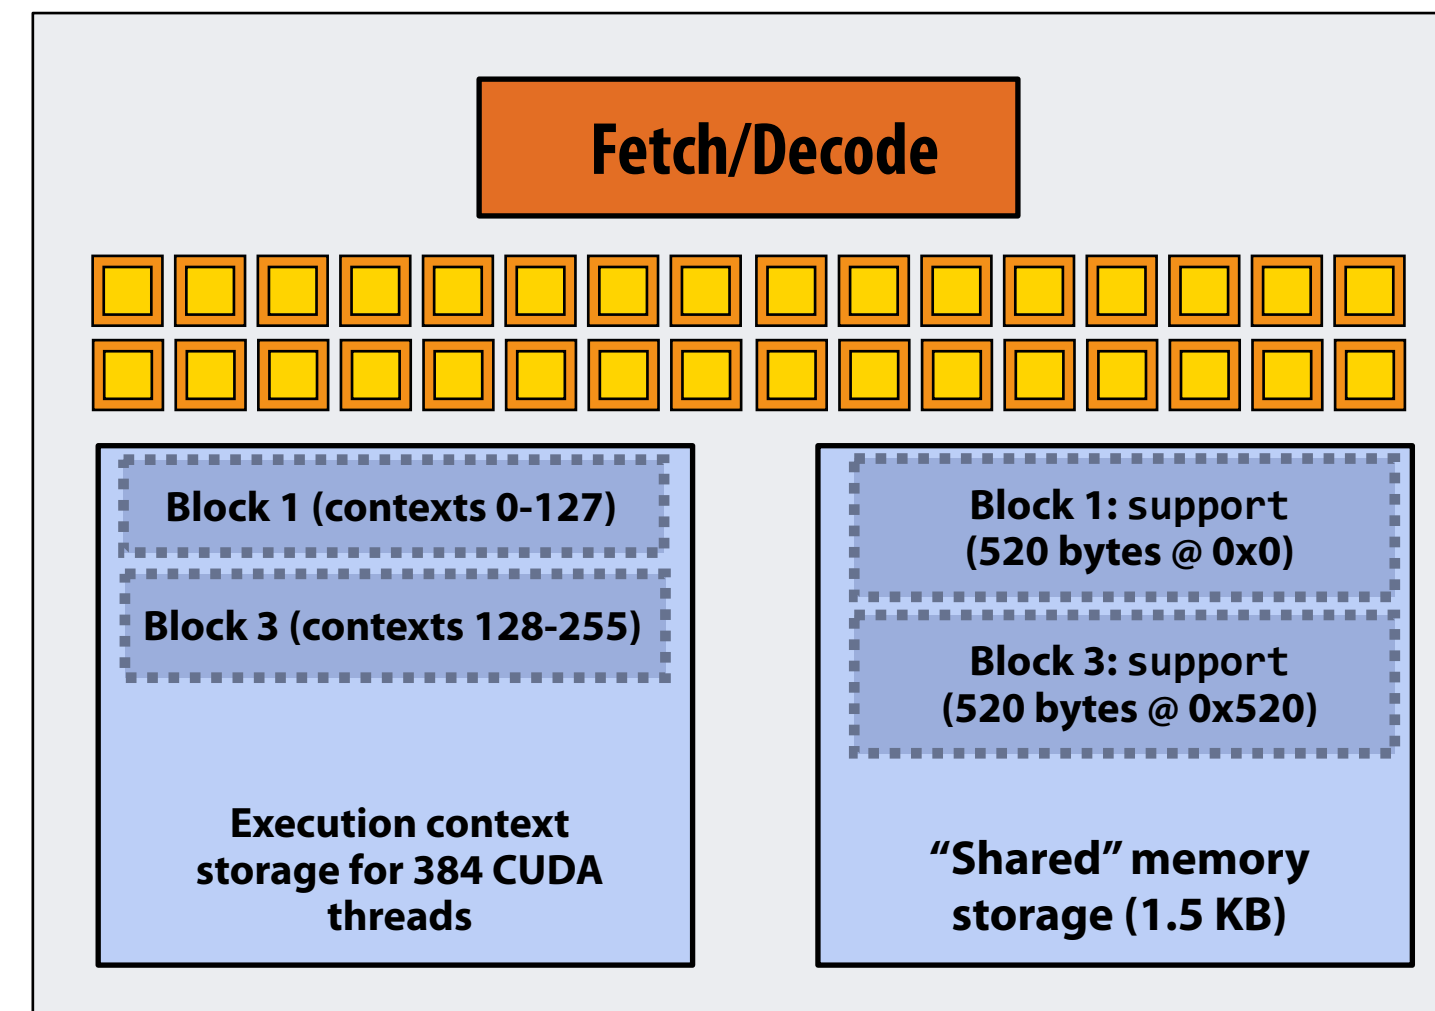 Fetch/Decode
Block 1 (contexts 0-127)
Block 3 (contexts 128-255)
Execution context
storage for 384 CUDA
threads
Block 1: support
(520 bytes @ 0x0)
Block 3: support
(520 bytes @ 0x520)
“Shared” memory
storage (1.5 KB)